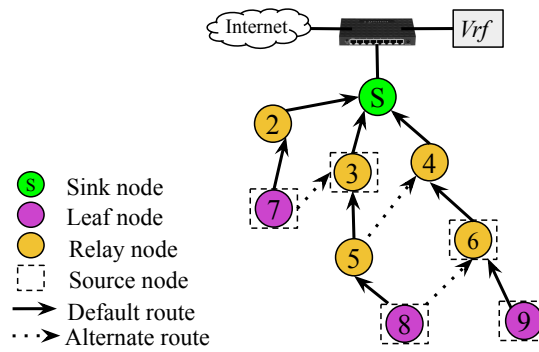 Internet
Vrf
S
2
3
4
7
5
6
8
9
S Sink node
Leaf node
Relay node
Source node
Default route
Alternate route